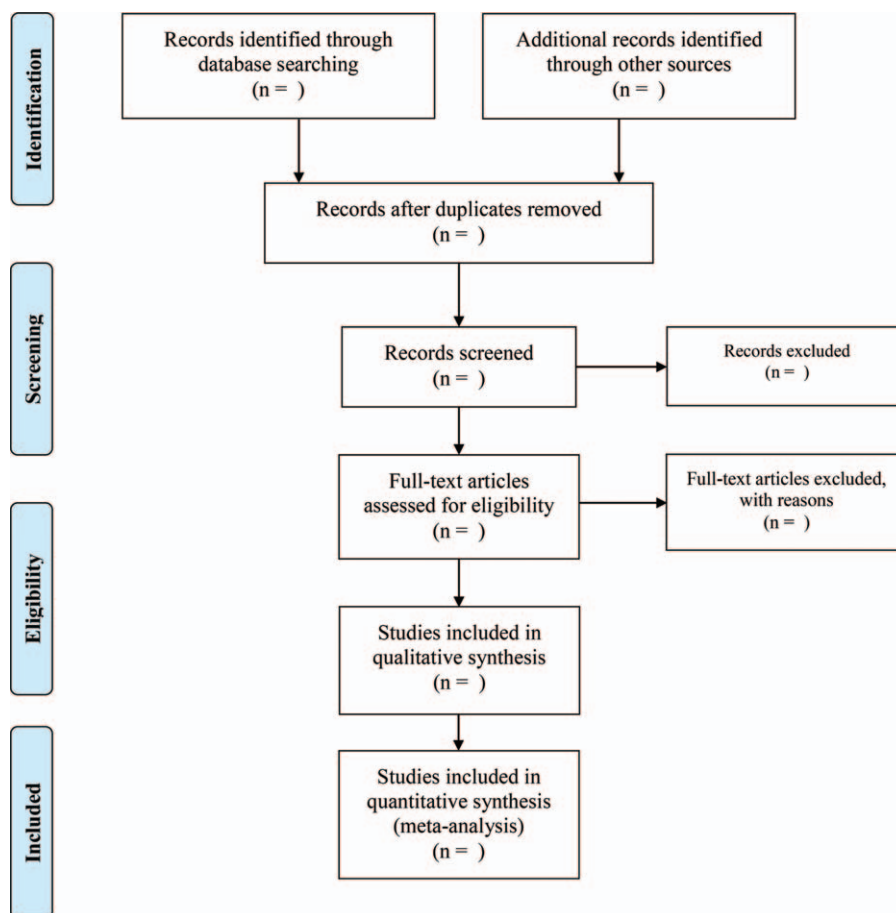 Identification
Records identified through
database searching
(n = )
Additional records identified
through other sources
(n = )
Records after duplicates removed
(n = )
Screening
Records screened
(n = )
Records excluded
(n = )
Eligibility
Full-text articles
assessed for eligibility
(n = )
Full-text articles excluded,
with reasons
(n = )
Studies included in
qualitative synthesis
(n = )
Included
Studies included in
quantitative synthesis
(meta-analysis)
(n = )